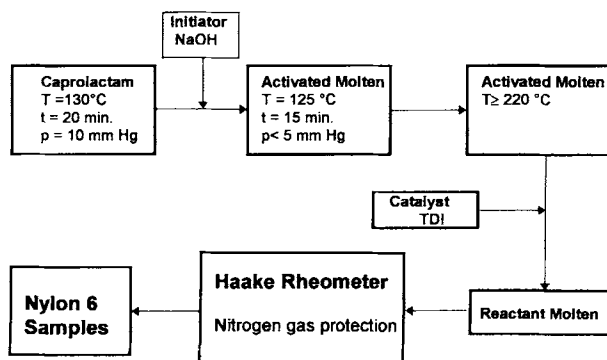 Initiator
NaOH
Caprolactam
T =130°C
t = 20 min.
p = 10 mm Hg
Activated Molten
T = 125 °C
t = 15 min.
p< 5 mm Hg
Activated Molten
T≥ 220 °C
Catalyst
TDI
Reactant Molten
Haake Rheometer
Nitrogen gas protection
Nylon 6
Samples